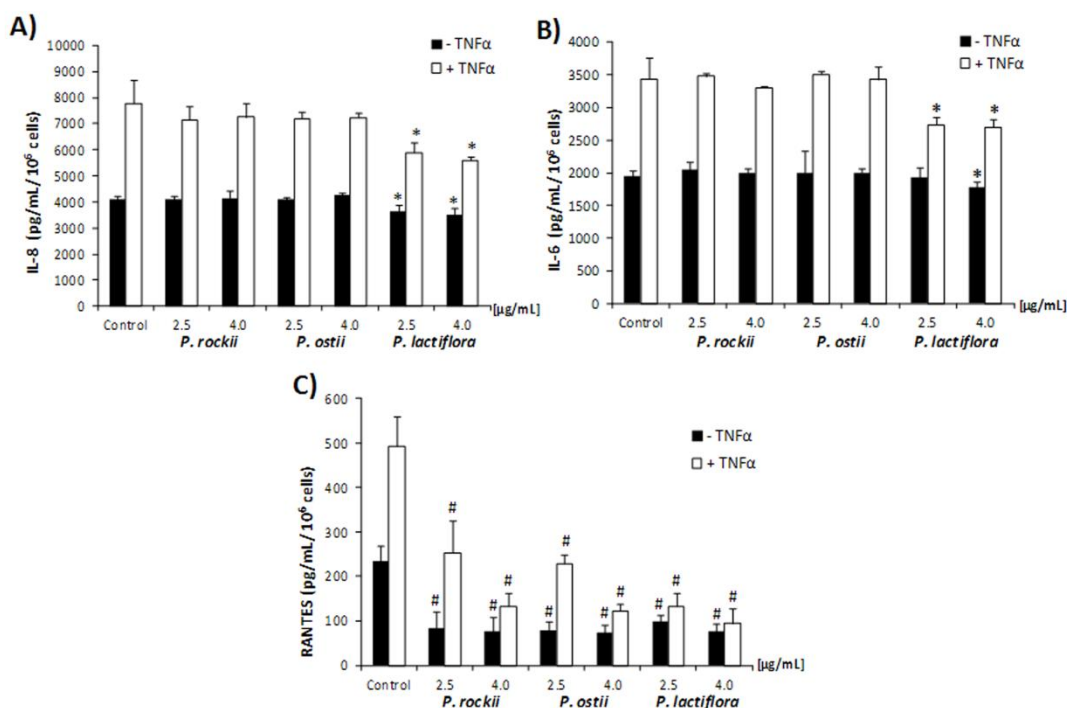 A)
10000
9000
8000
7000
6000
5000
4000
3000
2000
1000
0
IL-8 (pg/mL/ 10⁶ cells)
- TNFα
+ TNFα
* * * *
Control 2.5 4.0 2.5 4.0 2.5 4.0 [µg/mL]
P. rockii P. ostii P. lactiflora
B)
4000
3500
3000
2500
2000
1500
1000
500
0
IL-6 (pg/mL/ 10⁶ cells)
- TNFα
+ TNFα
* * *
Control 2.5 4.0 2.5 4.0 2.5 4.0 [µg/mL]
P. rockii P. ostii P. lactiflora
C)
600
500
400
300
200
100
0
RANTES (pg/mL/ 10⁶ cells)
- TNFα
+ TNFα
# # # # # # # # # # # #
Control 2.5 4.0 2.5 4.0 2.5 4.0 [µg/mL]
P. rockii P. ostii P. lactiflora